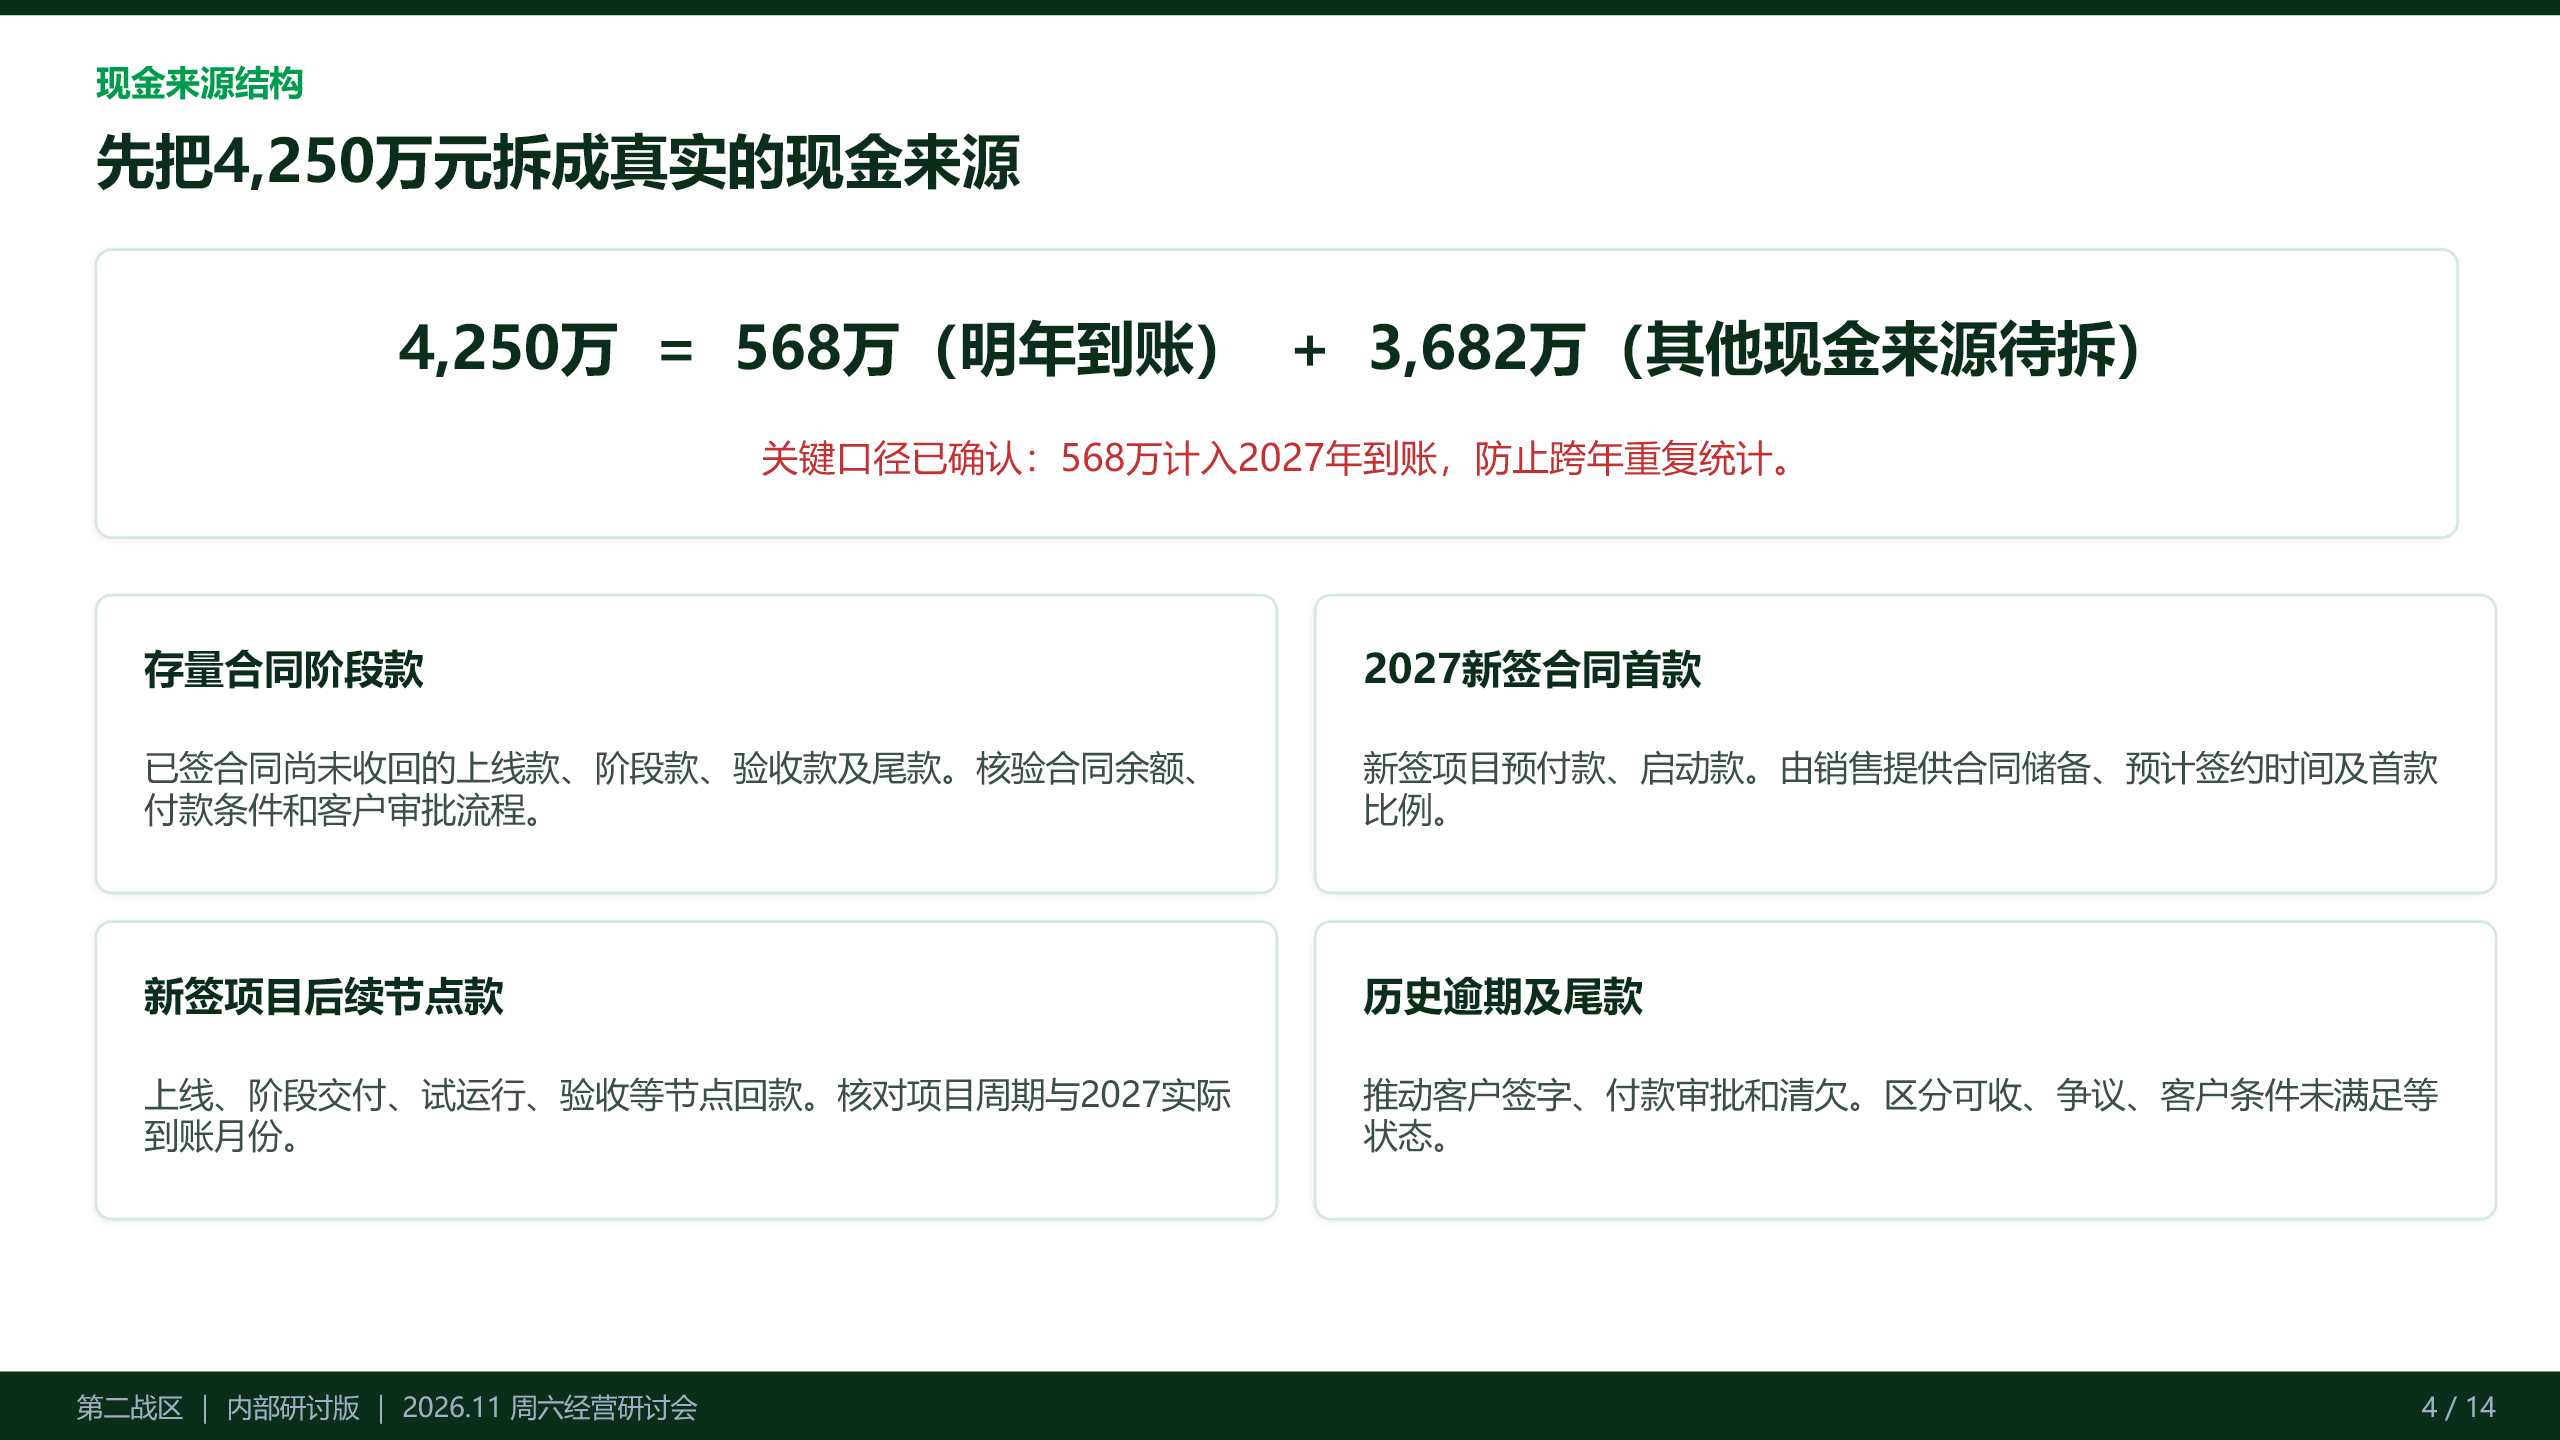 现金来源结构
先把4,250万元拆成真实的现金来源
4,250万 = 568万（明年到账） + 3,682万（其他现金来源待拆）
关键口径已确认：568万计入2027年到账，防止跨年重复统计。
存量合同阶段款
已签合同尚未收回的上线款、阶段款、验收款及尾款。核验合同余额、
付款条件和客户审批流程。
2027新签合同首款
新签项目预付款、启动款。由销售提供合同储备、预计签约时间及首款
比例。
新签项目后续节点款
上线、阶段交付、试运行、验收等节点回款。核对项目周期与2027实际
到账月份。
历史逾期及尾款
推动客户签字、付款审批和清欠。区分可收、争议、客户条件未满足等
状态。
第二战区 ｜ 内部研讨版 ｜ 2026.11 周六经营研讨会
4 / 14